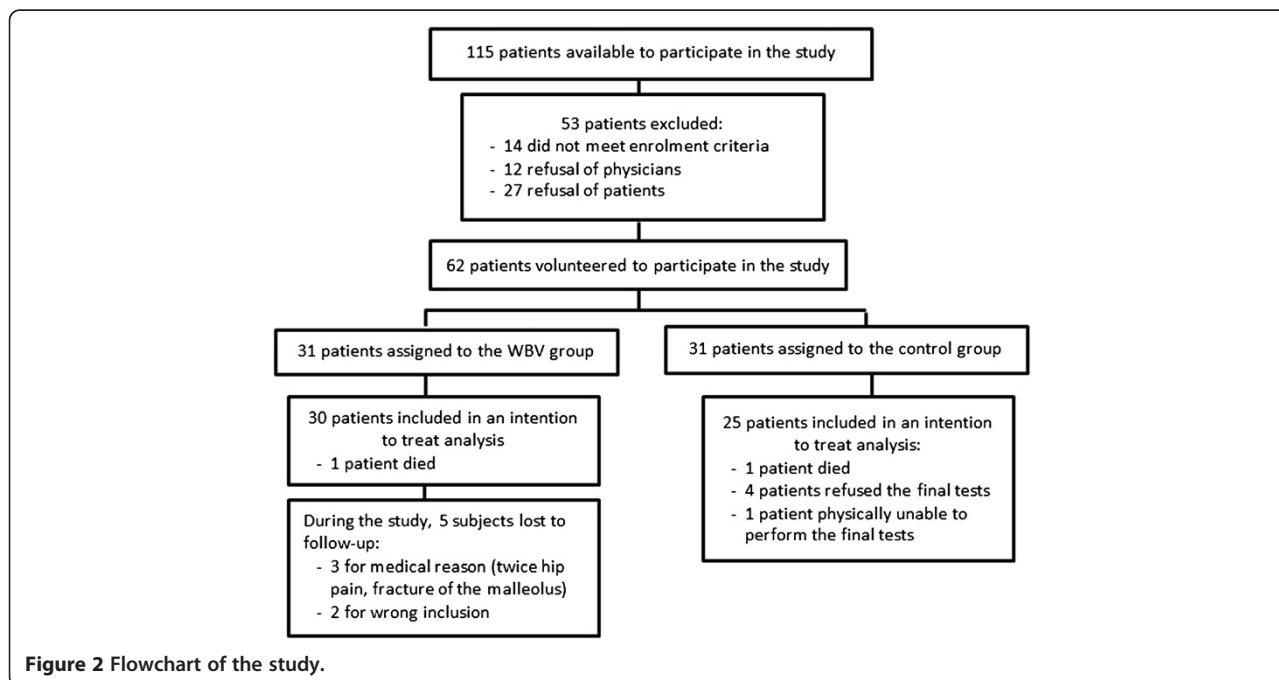 115 patients available to participate in the study
53 patients excluded:
- 14 did not meet enrolment criteria
- 12 refusal of physicians
- 27 refusal of patients
62 patients volunteered to participate in the study
31 patients assigned to the WBV group
31 patients assigned to the control group
30 patients included in an intention
to treat analysis
- 1 patient died
25 patients included in an intention
to treat analysis:
- 1 patient died
- 4 patients refused the final tests
- 1 patient physically unable to
perform the final tests
During the study, 5 subjects lost to
follow-up:
- 3 for medical reason (twice hip
pain, fracture of the malleolus)
- 2 for wrong inclusion
Figure 2 Flowchart of the study.